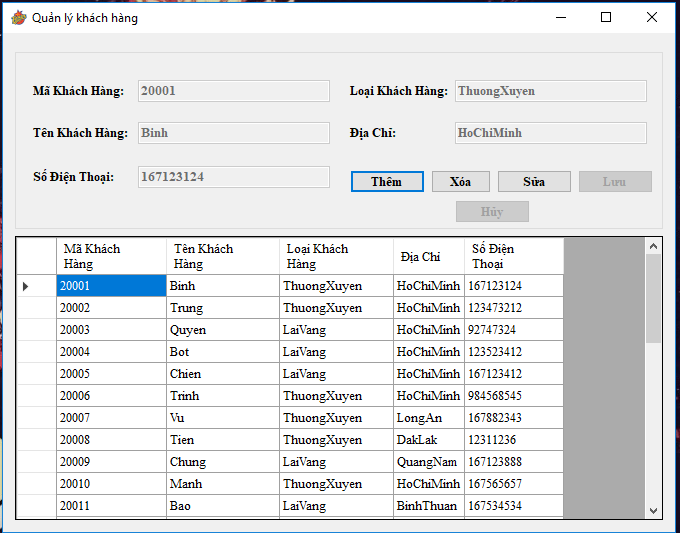 Quản lý khách hàng
Mã Khách Hàng: 20001 Loại Khách Hàng: ThuongXuyen
Tên Khách Hàng: Binh Địa Chỉ: HoChiMinh
Số Điện Thoại: 167123124 Thêm Xóa Sửa Lưu
Hủy
Mã Khách Hàng Tên Khách Hàng Loại Khách Hàng Địa Chỉ Số Điện Thoại
20001 Binh ThuongXuyen HoChiMinh 167123124
20002 Trung ThuongXuyen HoChiMinh 123473212
20003 Quyen LaiVang HoChiMinh 92747324
20004 Bot LaiVang HoChiMinh 123523412
20005 Chien LaiVang HoChiMinh 167123412
20006 Trinh ThuongXuyen HoChiMinh 984568545
20007 Vu ThuongXuyen LongAn 167882343
20008 Tien ThuongXuyen DakLak 12311236
20009 Chung LaiVang QuangNam 167123888
20010 Manh ThuongXuyen HoChiMinh 167565657
20011 Bao LaiVang BinhThuan 167534534